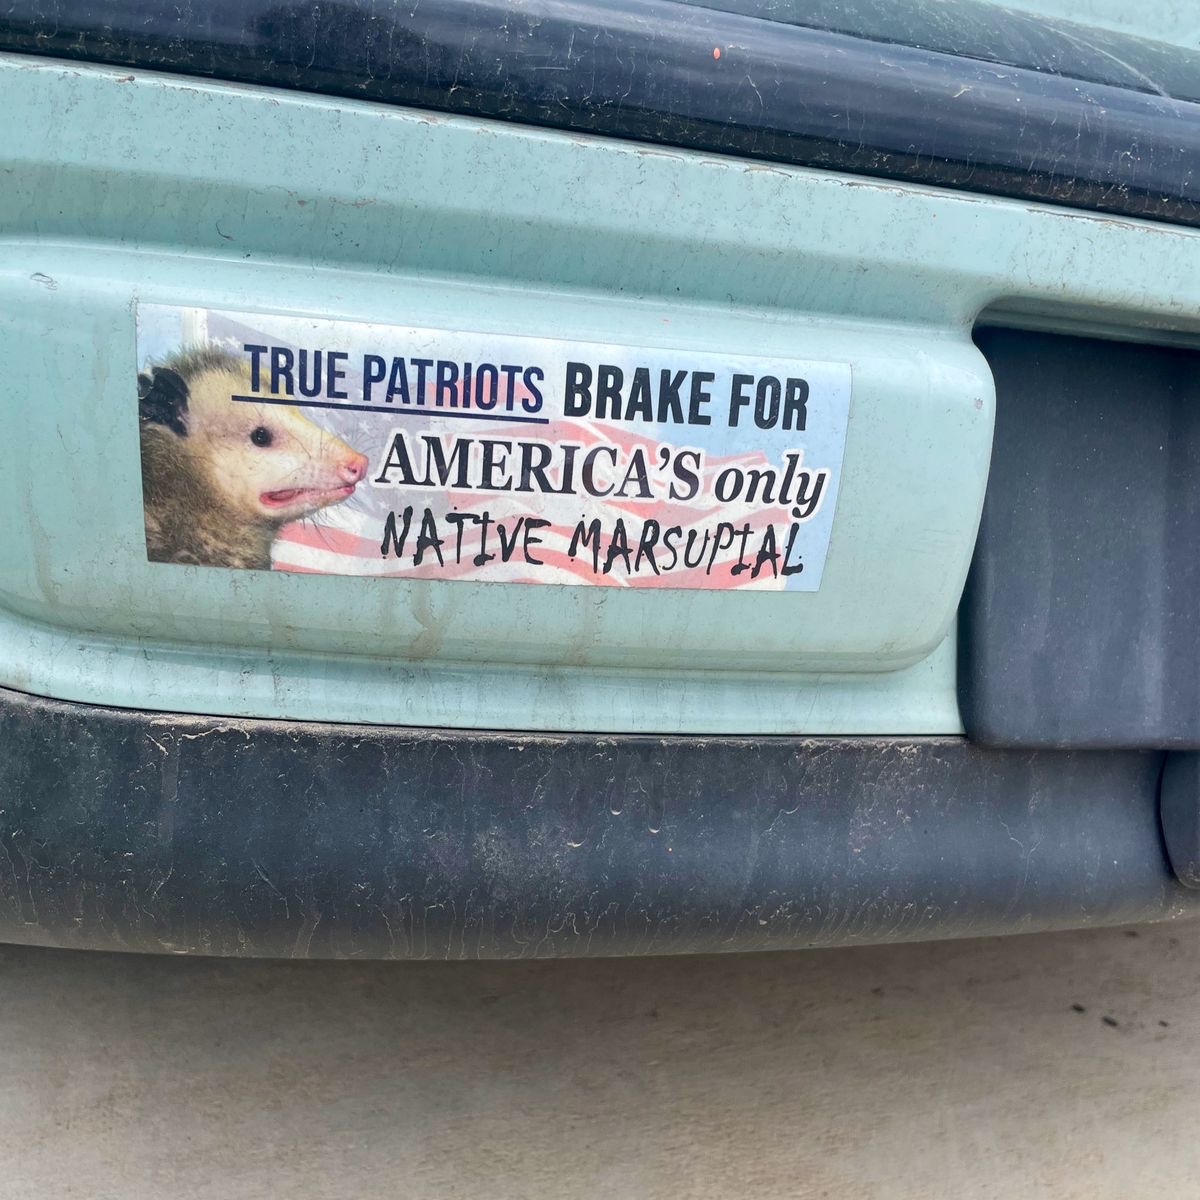 TRUE PATRIOTS BRAKE FOR
AMERICA'S only
NATIVE MARSUPIAL